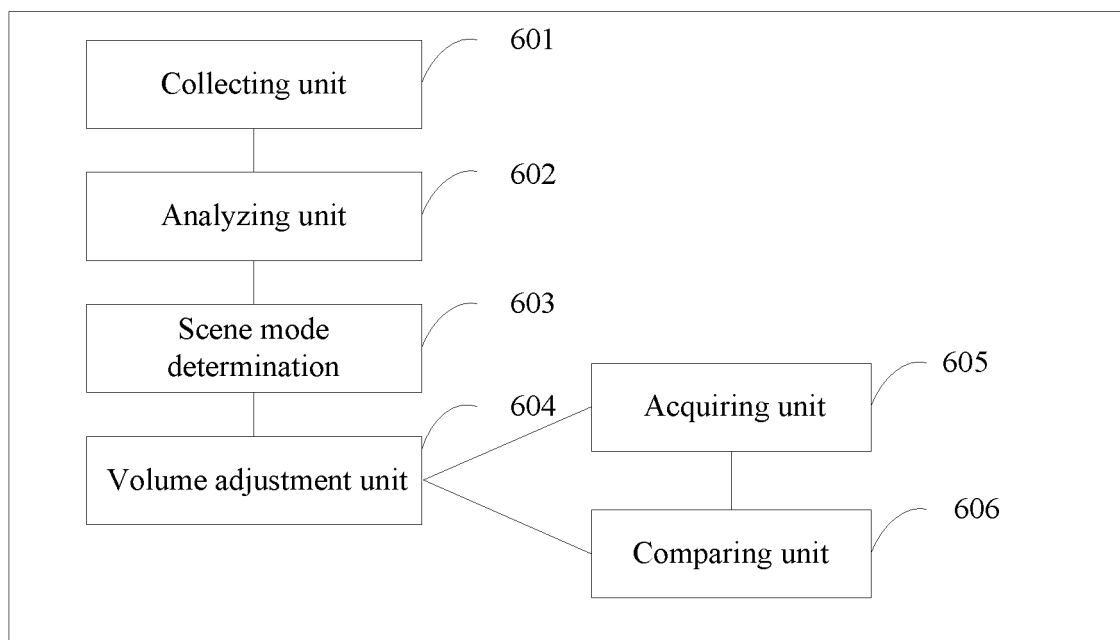 Collecting unit
601
Analyzing unit
602
Scene mode
determination
603
Volume adjustment unit
604
Acquiring unit
605
Comparing unit
606